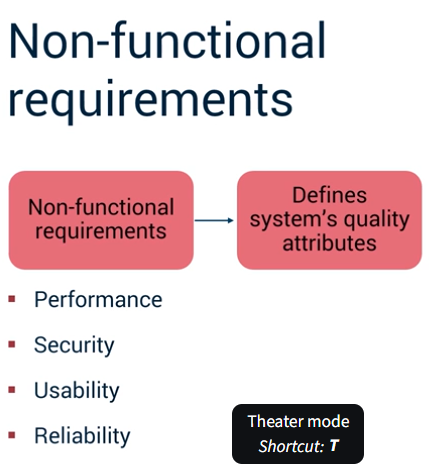 Non-functional
requirements
Non-functional
requirements
Defines
system's quality
attributes
Performance
Security
Usability
Reliability
Theater mode
Shortcut: T